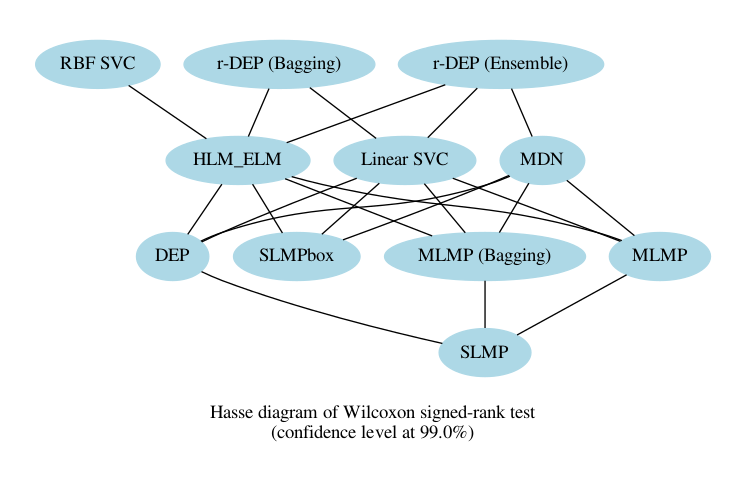 RBF SVC
r-DEP (Bagging)
r-DEP (Ensemble)
HLM_ELM
Linear SVC
MDN
DEP
SLMPbox
MLMP (Bagging)
MLMP
SLMP
Hasse diagram of Wilcoxon signed-rank test
(confidence level at 99.0%)